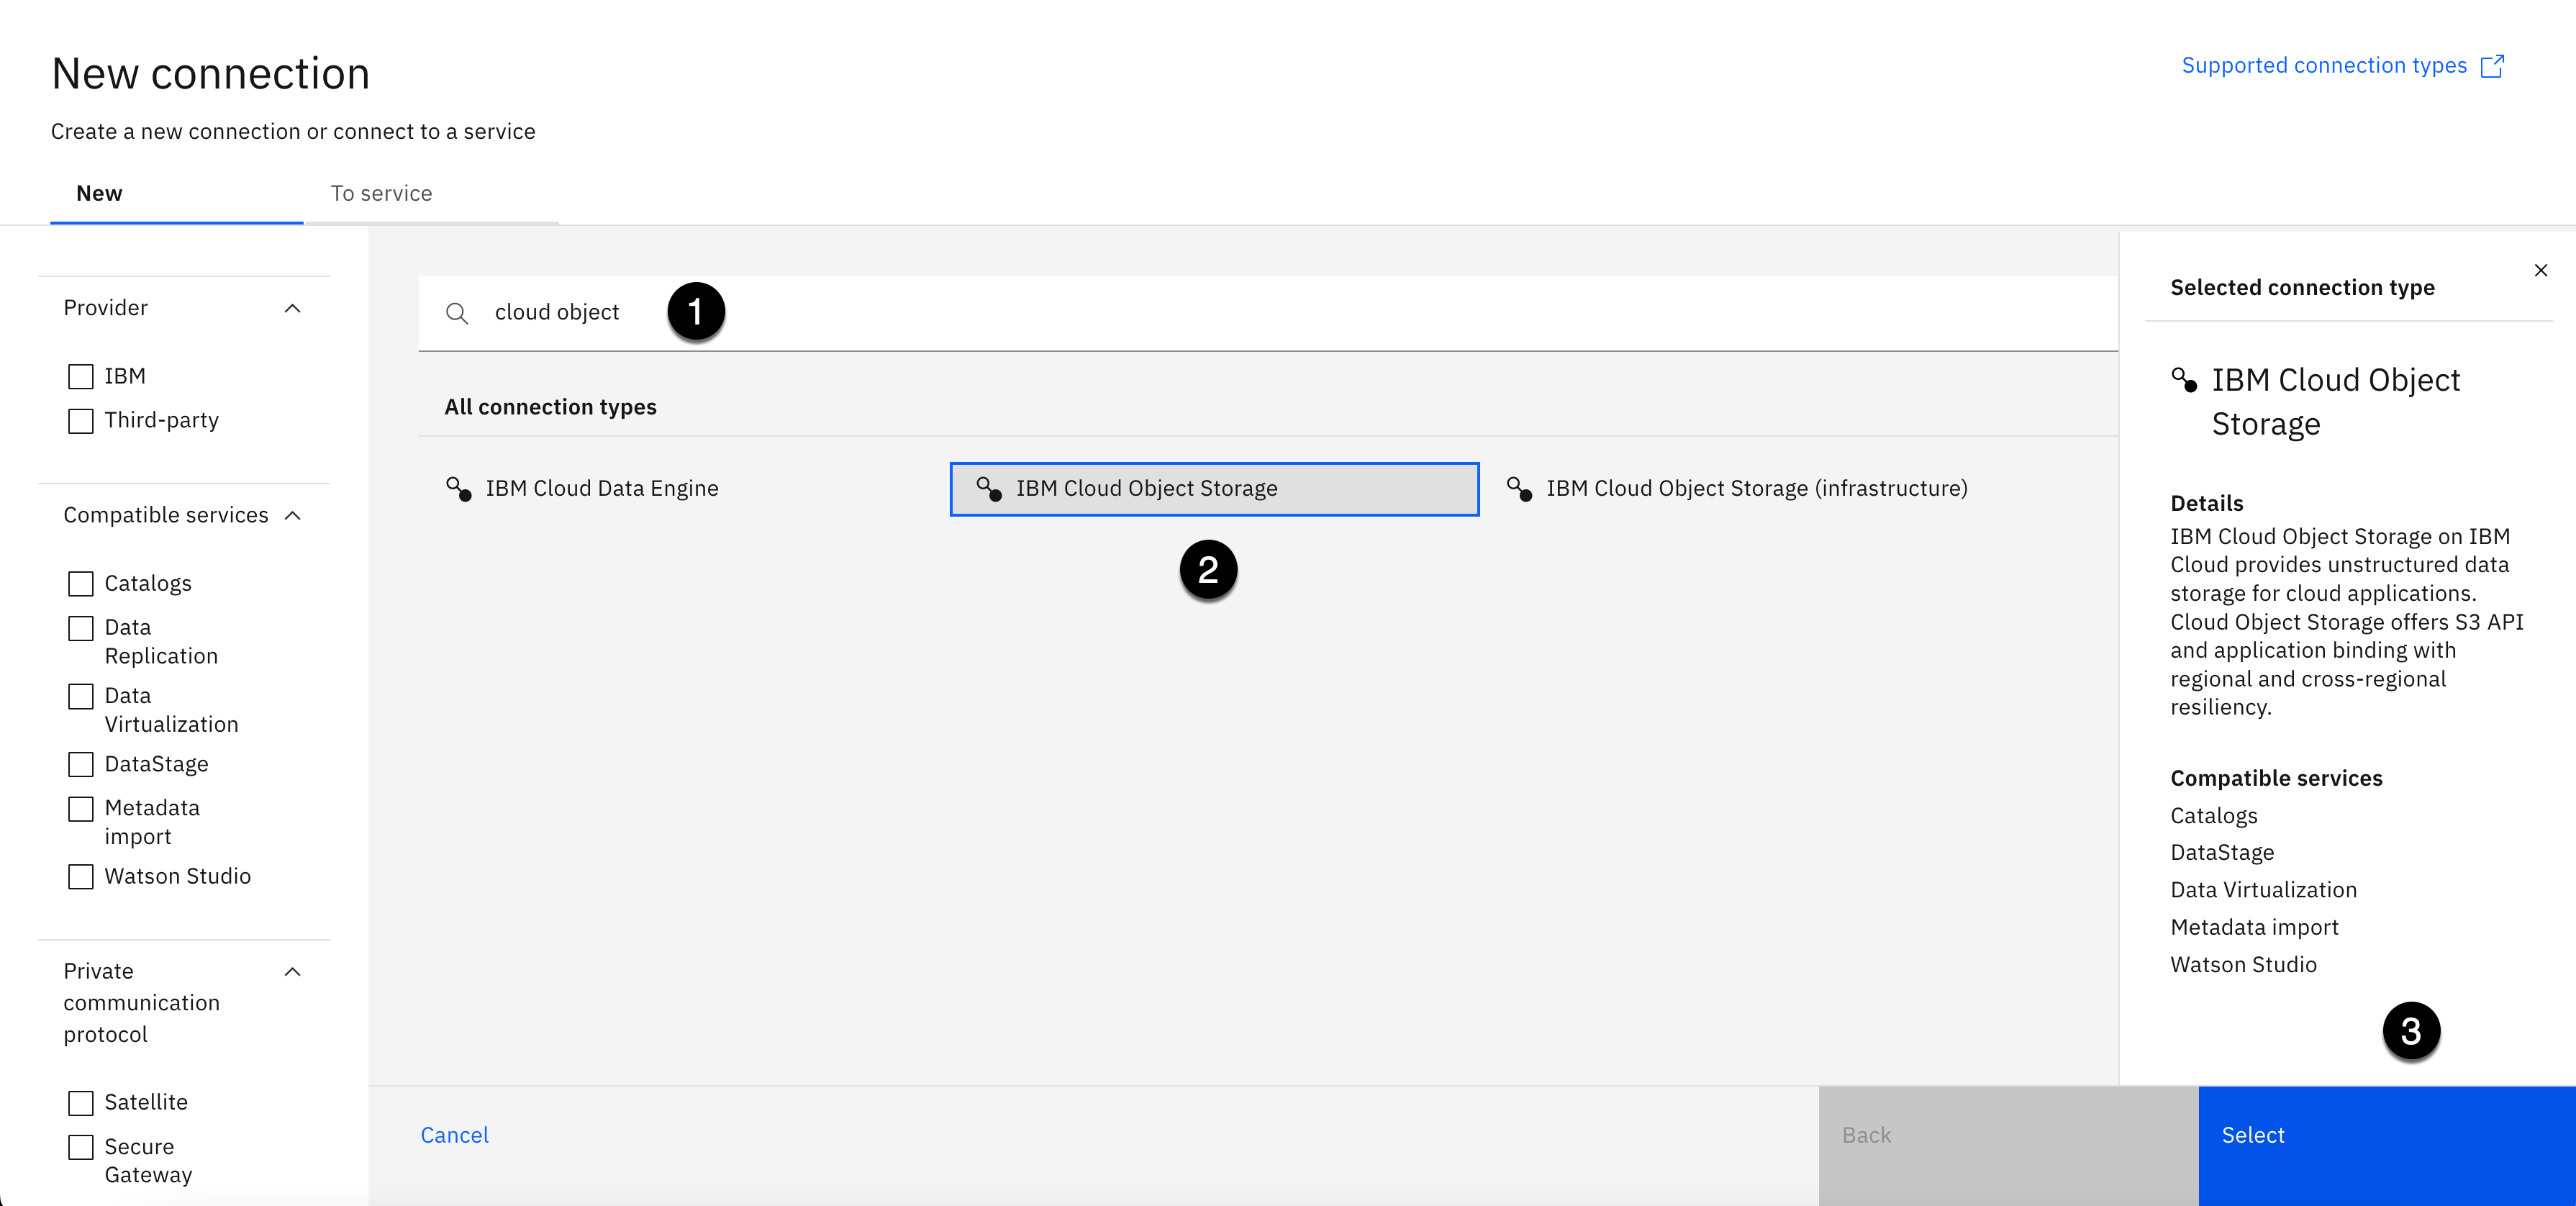 New connection
Supported connection types
Create a new connection or connect to a service
New
To service
Provider
IBM
Third-party
Compatible services
Catalogs
Data
Replication
Data
Virtualization
DataStage
Metadata
import
Watson Studio
Private
communication
protocol
Satellite
Secure
Gateway
cloud object
1
All connection types
IBM Cloud Data Engine
IBM Cloud Object Storage
IBM Cloud Object Storage (infrastructure)
2
Selected connection type
IBM Cloud Object
Storage
Details
IBM Cloud Object Storage on IBM
Cloud provides unstructured data
storage for cloud applications.
Cloud Object Storage offers S3 API
and application binding with
regional and cross-regional
resiliency.
Compatible services
Catalogs
DataStage
Data Virtualization
Metadata import
Watson Studio
3
Cancel
Back
Select